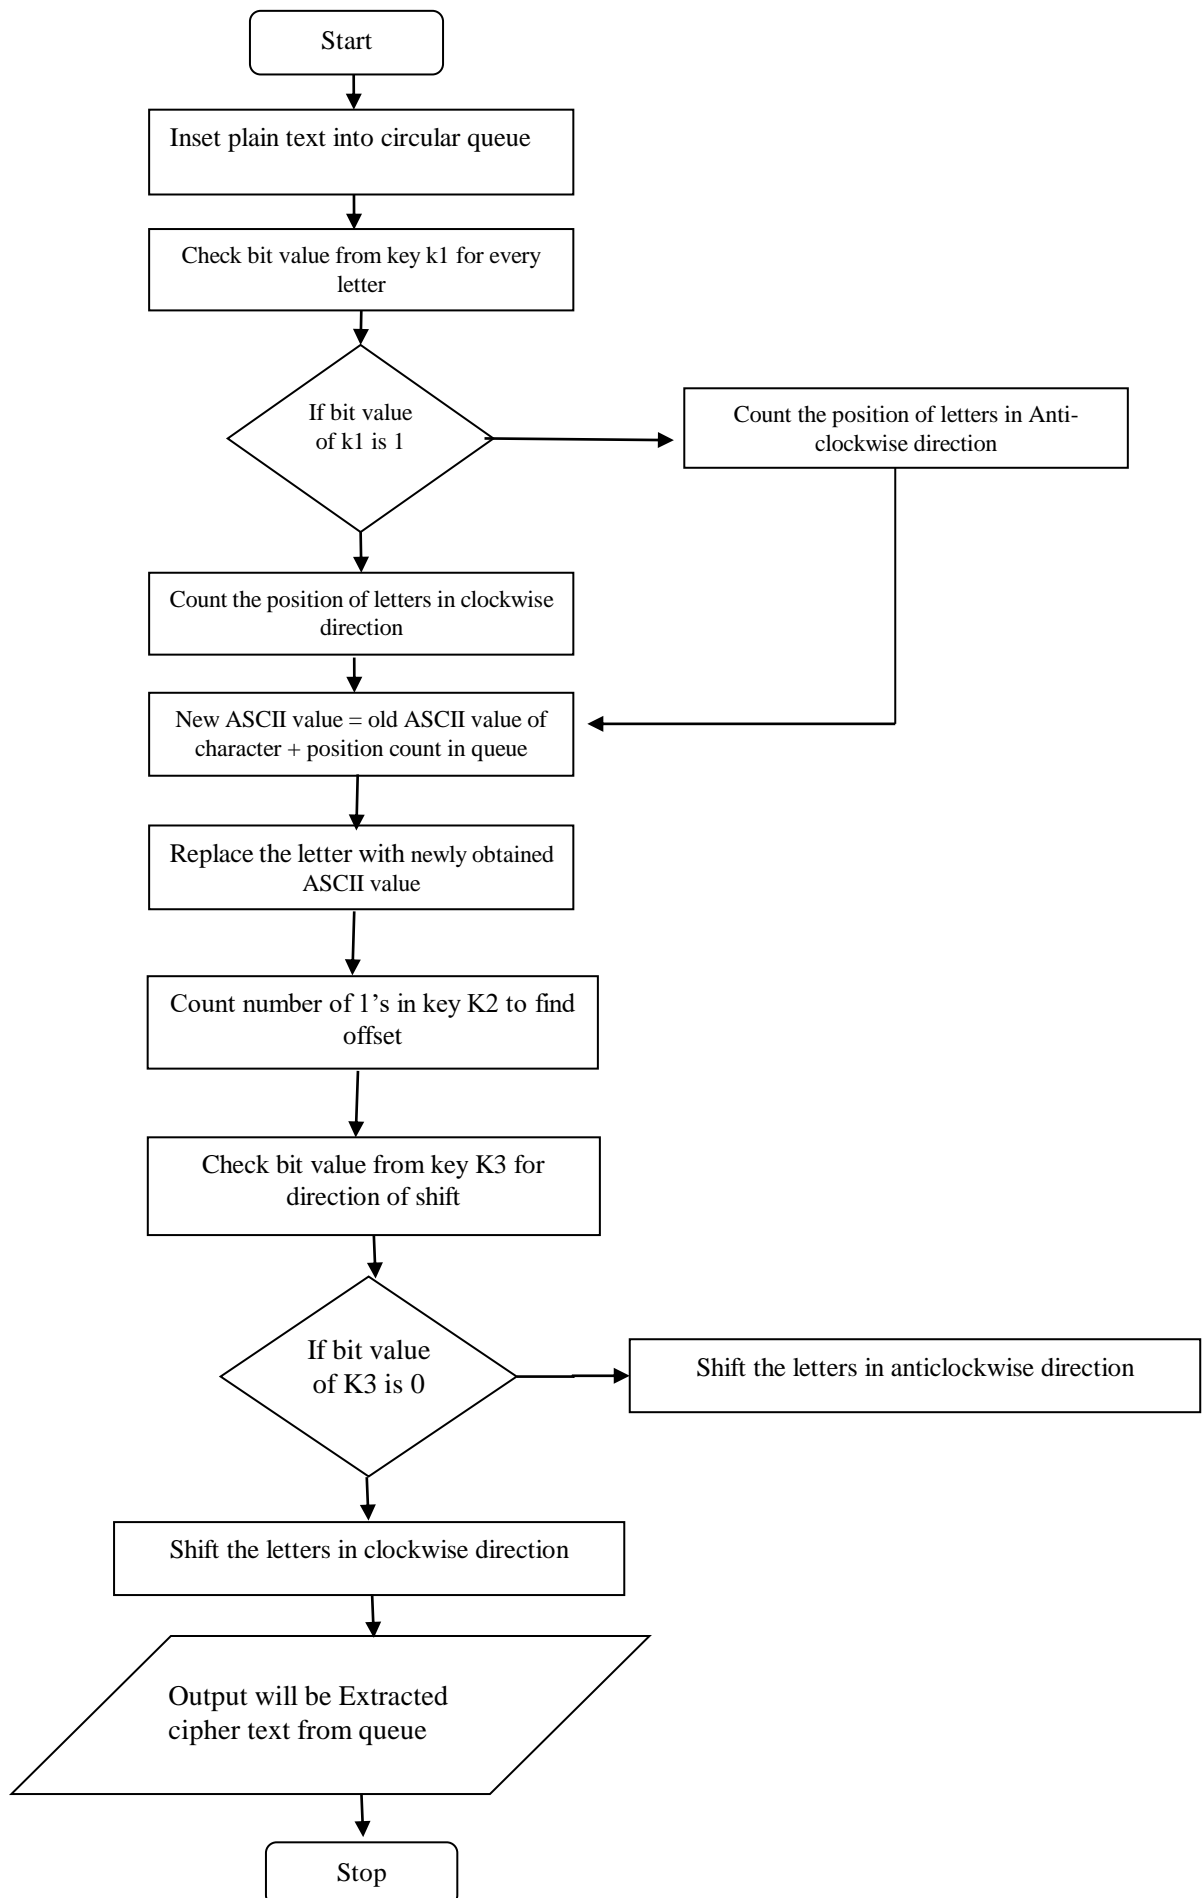 Start
Inset plain text into circular queue
Check bit value from key k1 for every
letter
If bit value
of k1 is 1
Count the position of letters in Anti-
clockwise direction
Count the position of letters in clockwise
direction
New ASCII value = old ASCII value of
character + position count in queue
Replace the letter with newly obtained
ASCII value
Count number of 1’s in key K2 to find
offset
Check bit value from key K3 for
direction of shift
If bit value
of K3 is 0
Shift the letters in anticlockwise direction
Shift the letters in clockwise direction
Output will be Extracted
cipher text from queue
Stop